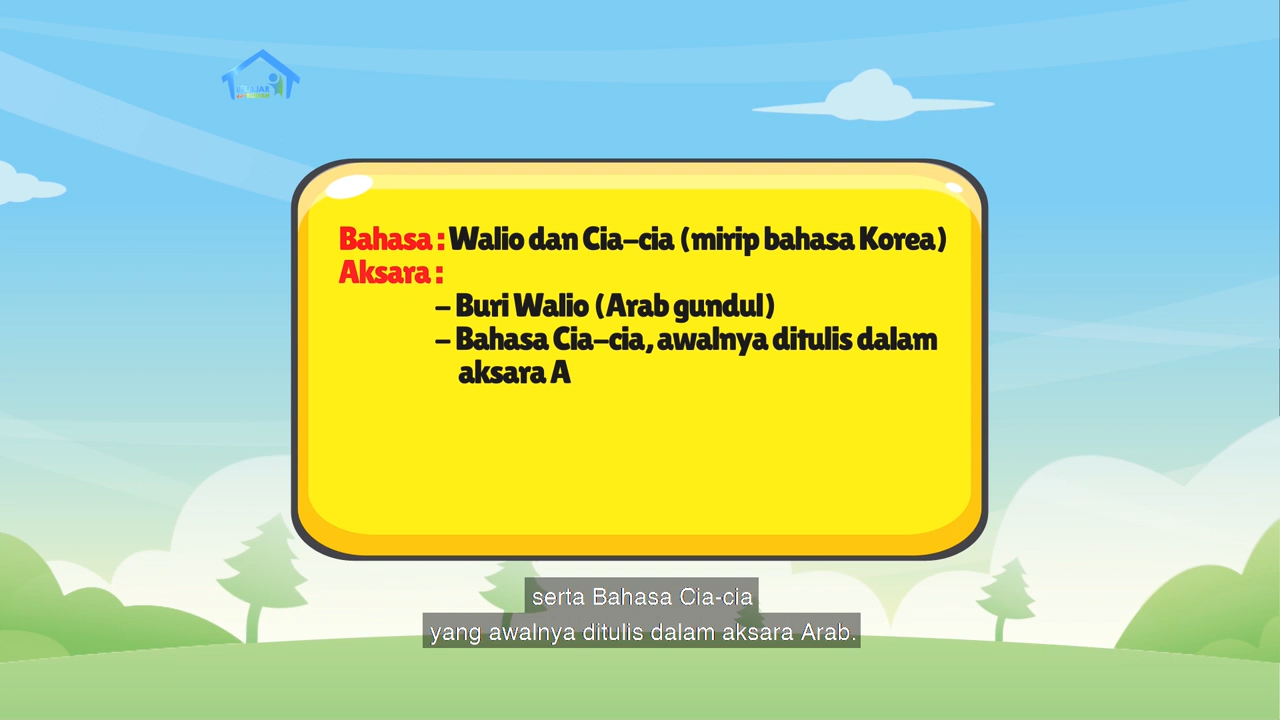 BELAJAR
Bahasa : Walio dan Cia-cia (mirip bahasa Korea)
Aksara :
- Buri Walio (Arab gundul)
- Bahasa Cia-cia, awalnya ditulis dalam
aksara A
serta Bahasa Cia-cia
yang awalnya ditulis dalam aksara Arab.